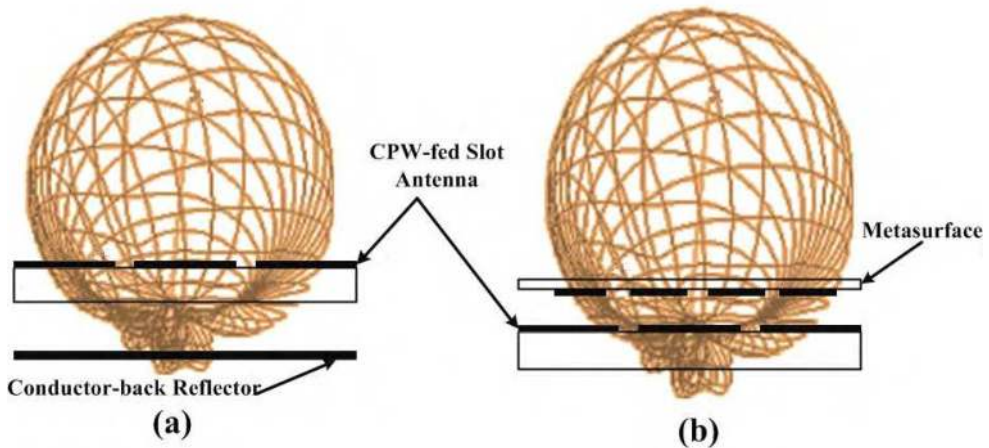 CPW-fed Slot
Antenna
Metasurface
Conductor-back Reflector
(a)
(b)